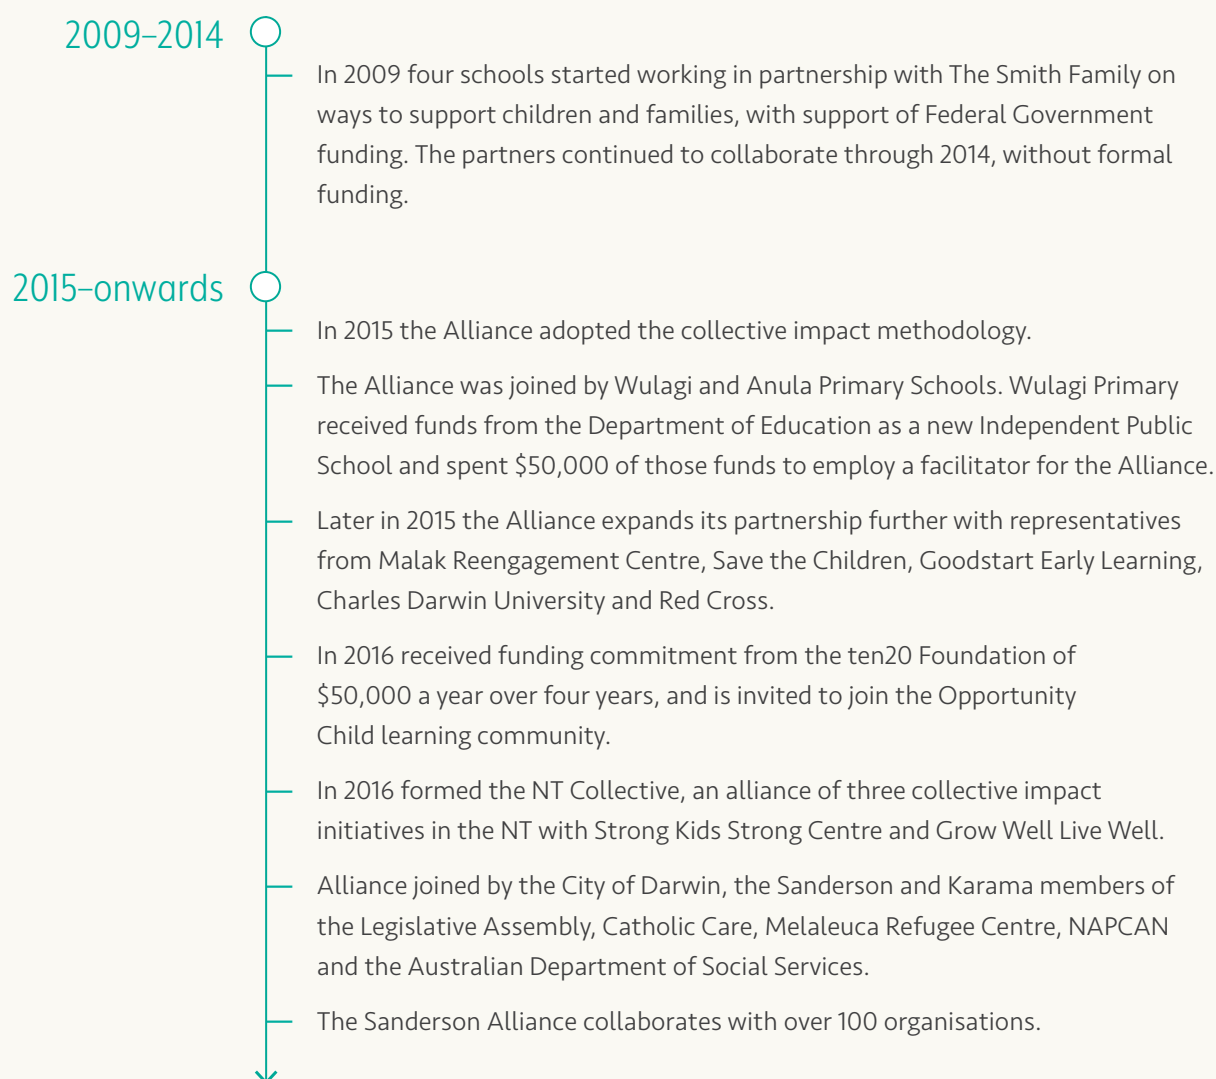 2009–2014
In 2009 four schools started working in partnership with The Smith Family on
ways to support children and families, with support of Federal Government
funding. The partners continued to collaborate through 2014, without formal
funding.
2015–onwards
In 2015 the Alliance adopted the collective impact methodology.
The Alliance was joined by Wulagi and Anula Primary Schools. Wulagi Primary
received funds from the Department of Education as a new Independent Public
School and spent $50,000 of those funds to employ a facilitator for the Alliance.
Later in 2015 the Alliance expands its partnership further with representatives
from Malak Reengagement Centre, Save the Children, Goodstart Early Learning,
Charles Darwin University and Red Cross.
In 2016 received funding commitment from the ten20 Foundation of
$50,000 a year over four years, and is invited to join the Opportunity
Child learning community.
In 2016 formed the NT Collective, an alliance of three collective impact
initiatives in the NT with Strong Kids Strong Centre and Grow Well Live Well.
Alliance joined by the City of Darwin, the Sanderson and Karama members of
the Legislative Assembly, Catholic Care, Melaleuca Refugee Centre, NAPCAN
and the Australian Department of Social Services.
The Sanderson Alliance collaborates with over 100 organisations.